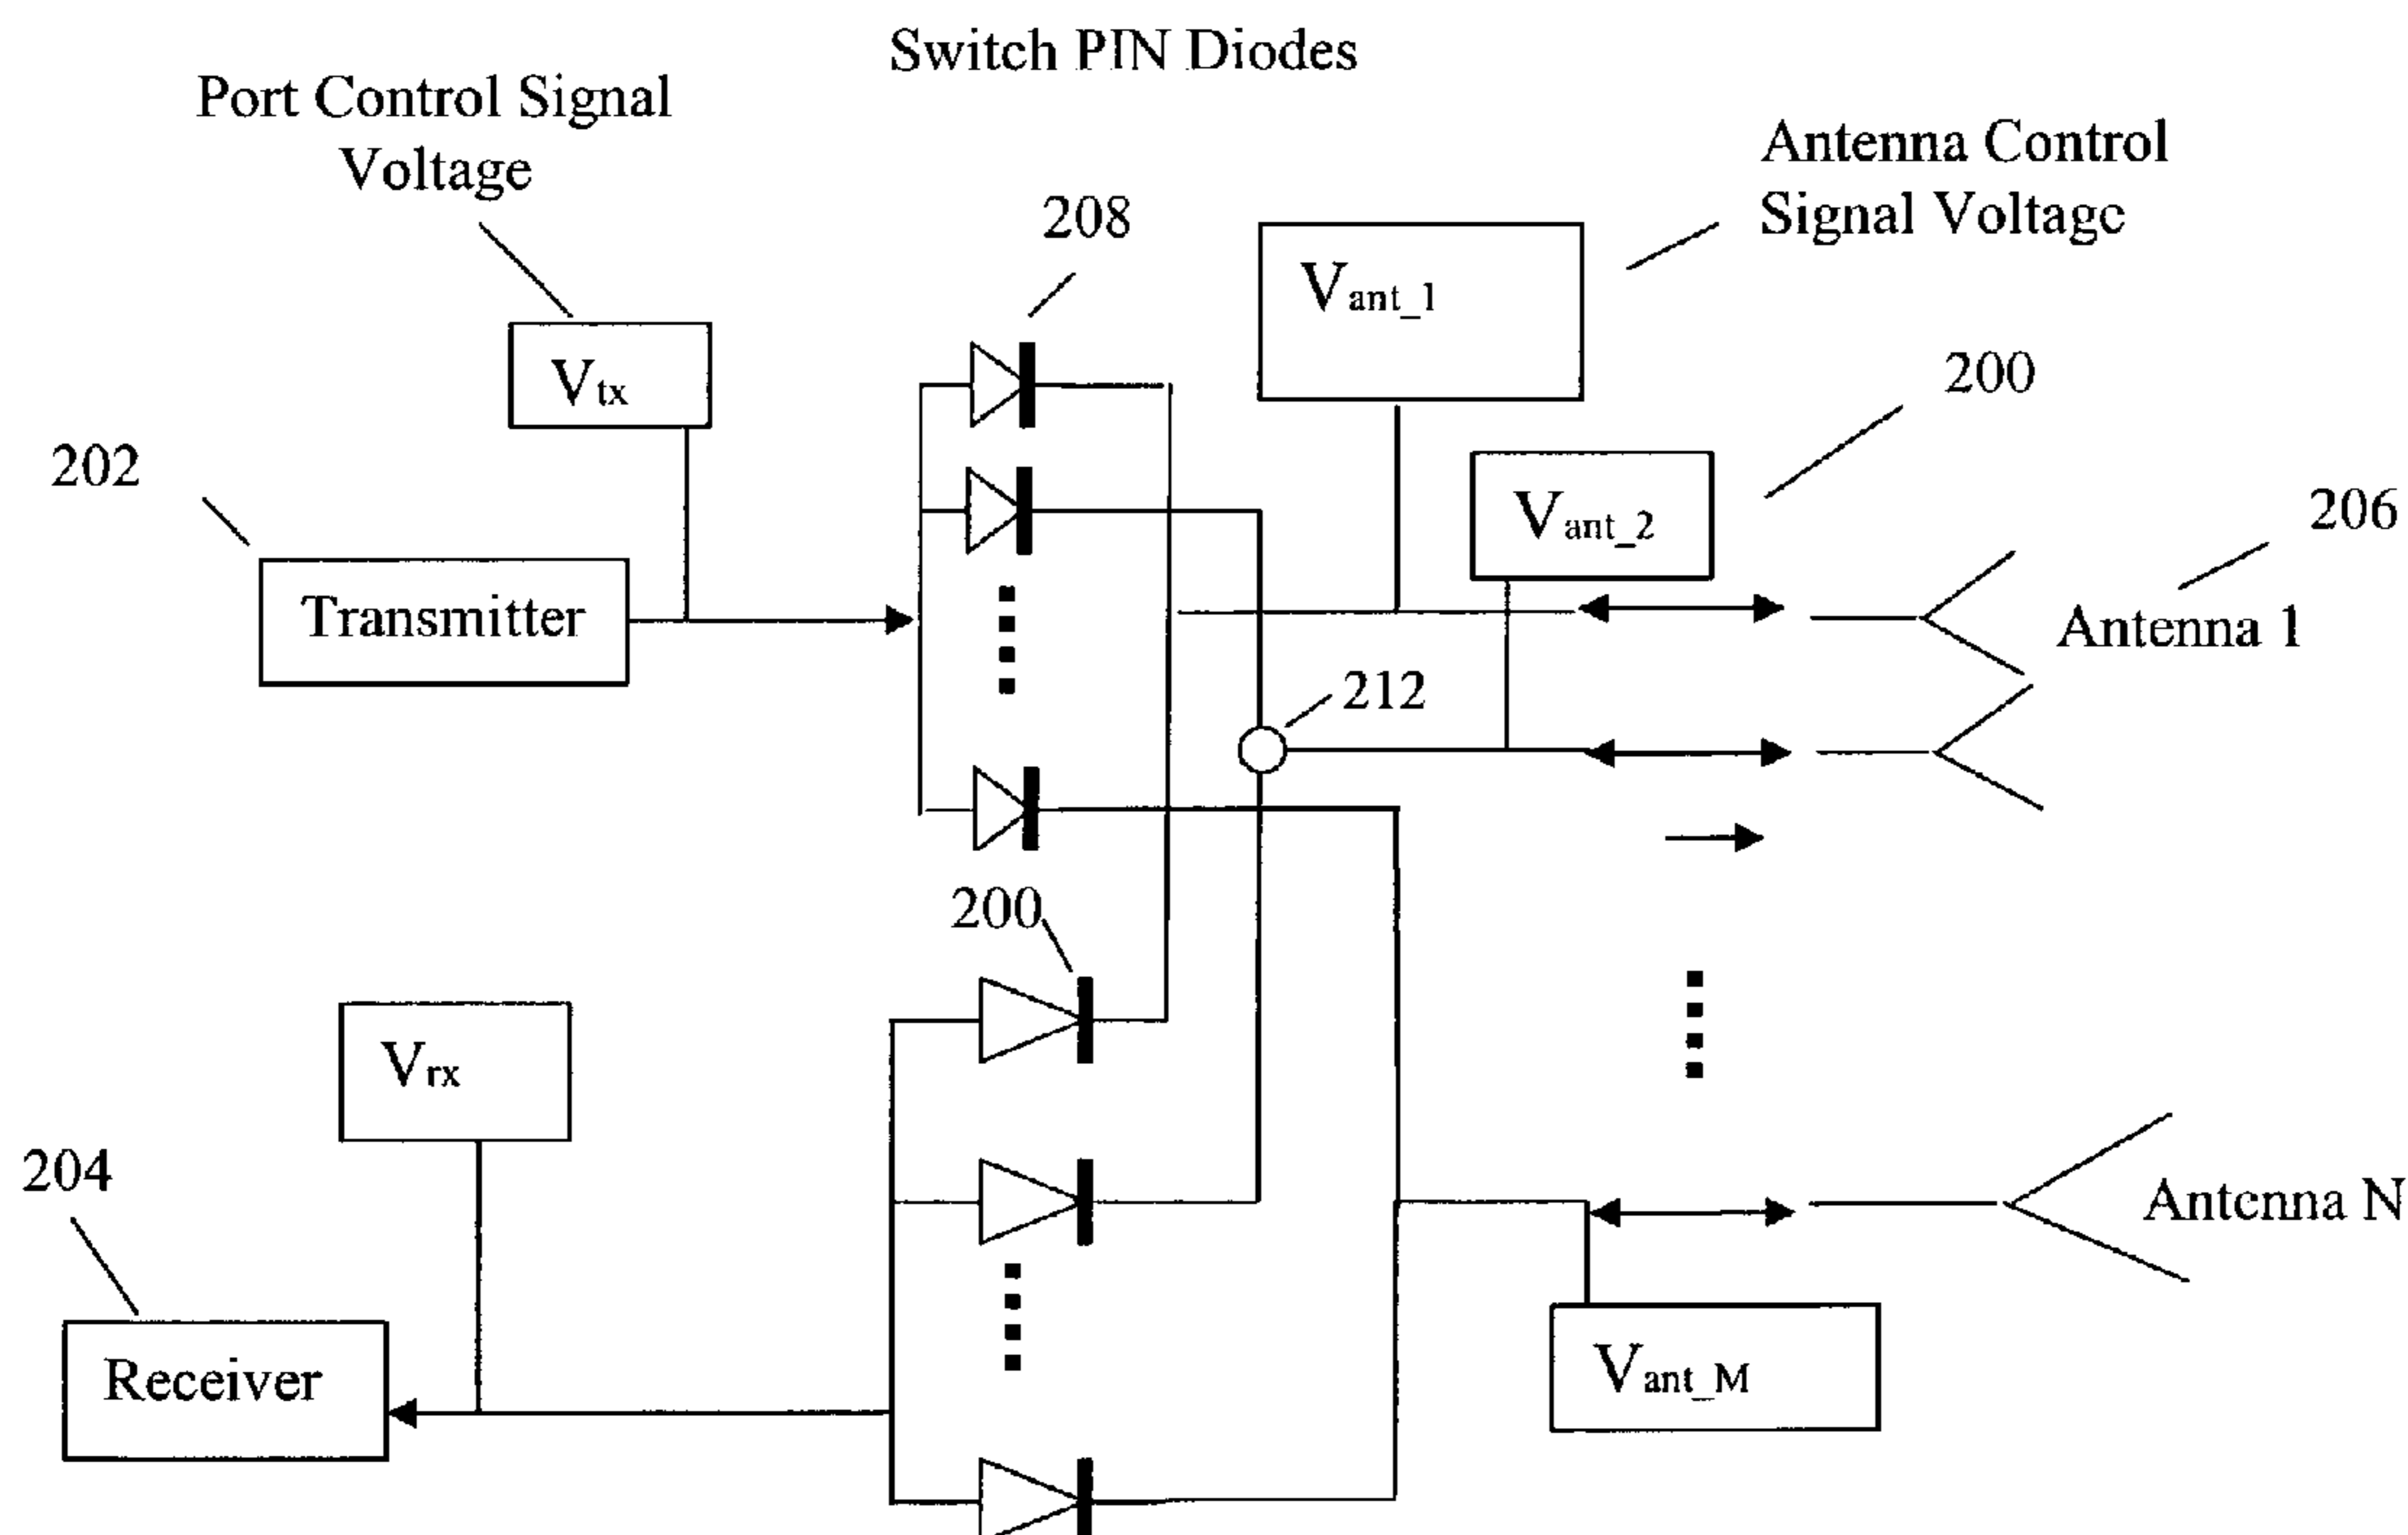 Switch PIN Diodes
Port Control Signal
Voltage
Antenna Control
Signal Voltage
208
Vant_1
Vtx
200
Vant_2
202
206
Transmitter
Antenna 1
212
200
Vrx
204
Antenna N
Receiver
Vant_M